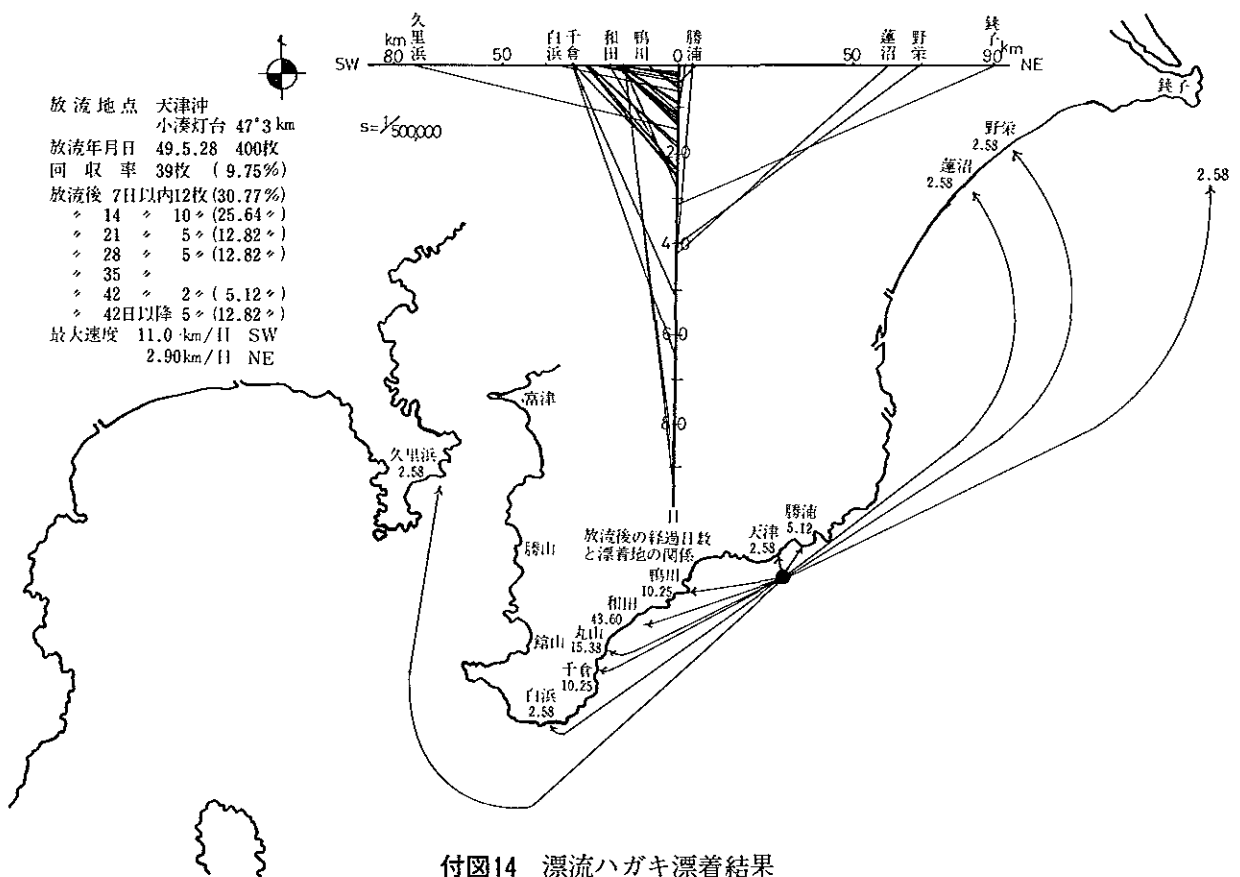 久里浜
白浜
千倉
和田
鴨川
勝浦
蓮沼
野栄
銚子
SW km 80 50 0 50 90 km NE
S=1/500,000
20
40
60
80
日
放流後の経過日数
と漂着地の関係
放流地点 天津沖
小湊灯台 47°3km
放流年月日 49.5.28 400枚
回収率 39枚 (9.75%)
放流後 7日以内12枚(30.77%)
〃 14 〃 10〃(25.64〃)
〃 21 〃 5〃(12.82〃)
〃 28 〃 5〃(12.82〃)
〃 35 〃
〃 42 〃 2〃(5.12〃)
〃 42日以降 5〃(12.82〃)
最大速度 11.0km/日 SW
2.90km/日 NE
銚子
2.58
野栄
2.58
蓮沼
2.58
勝浦
5.12
天津
2.58
鴨川
10.25
和田
43.60
丸山
15.38
千倉
10.25
白浜
2.58
館山
勝山
富津
久里浜
2.58
付図14 漂流ハガキ漂着結果